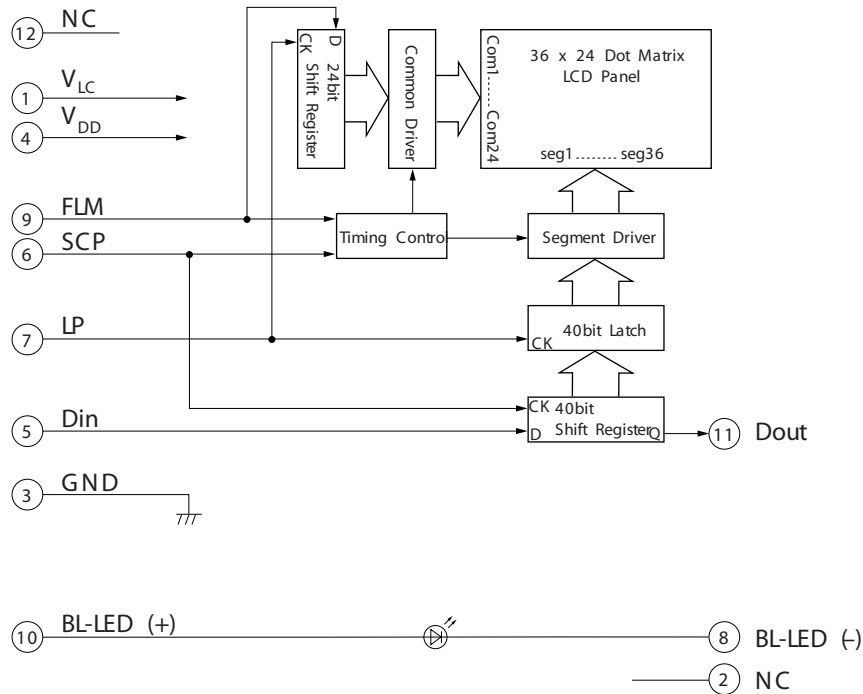 12 NC
1 VLC
4 VDD
9 FLM
6 SCP
7 LP
5 Din
3 GND
10 BL-LED (+)
D
CK
24bit
Shift Register
Common Driver
Com1......Com24
36 x 24 Dot Matrix
LCD Panel
seg1........ seg36
Timing Control
Segment Driver
40bit Latch
CK
CK 40bit
D Shift Register Q
11 Dout
8 BL-LED (-)
2 NC